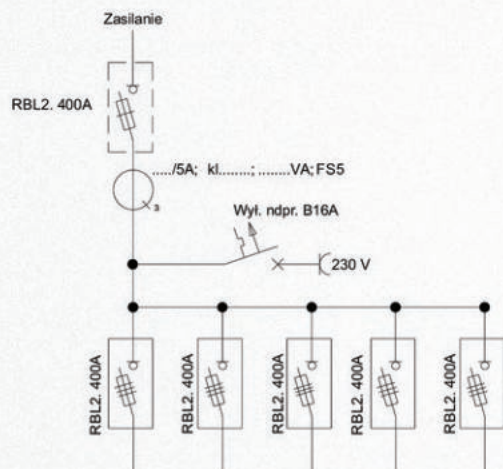 Zasilanie
RBL2. 400A
....../5A; kl........; .......VA; FS5
3
Wył. ndpr. B16A
230 V
RBL2. 400A
RBL2. 400A
RBL2. 400A
RBL2. 400A
RBL2. 400A